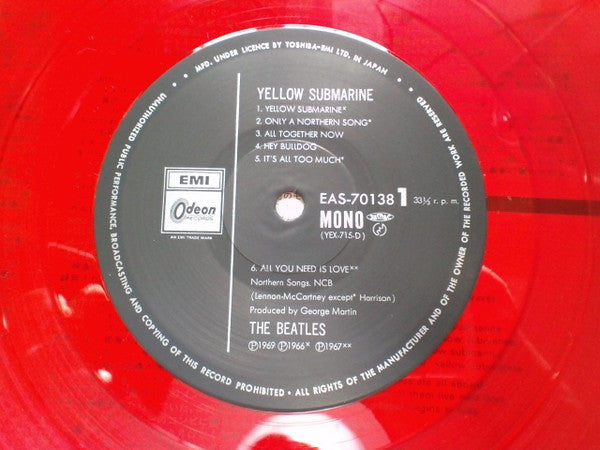 MFD. UNDER LICENCE BY TOSHIBA-EMI LTD. IN JAPAN
YELLOW SUBMARINE
1. YELLOW SUBMARINE×
2. ONLY A NORTHERN SONG*
3. ALL TOGETHER NOW
4. HEY BULLDOG
5. IT'S ALL TOO MUCH*
EMI
Odeon
RECORDS
AN EMI TRADE MARK
EAS-70138 1 33⅓ r. p. m.
MONO
(YEX-715-D)
6. ALL YOU NEED IS LOVE××
Northern Songs, NCB
(Lennon-McCartney except* Harrison)
Produced by George Martin
THE BEATLES
Ⓟ1969 Ⓟ1966× Ⓟ1967××
UNAUTHORIZED PUBLIC PERFORMANCE, BROADCASTING AND COPYING OF THIS RECORD PROHIBITED • ALL RIGHTS OF THE MANUFACTURER AND OF THE OWNER OF THE RECORDED WORK ARE RESERVED